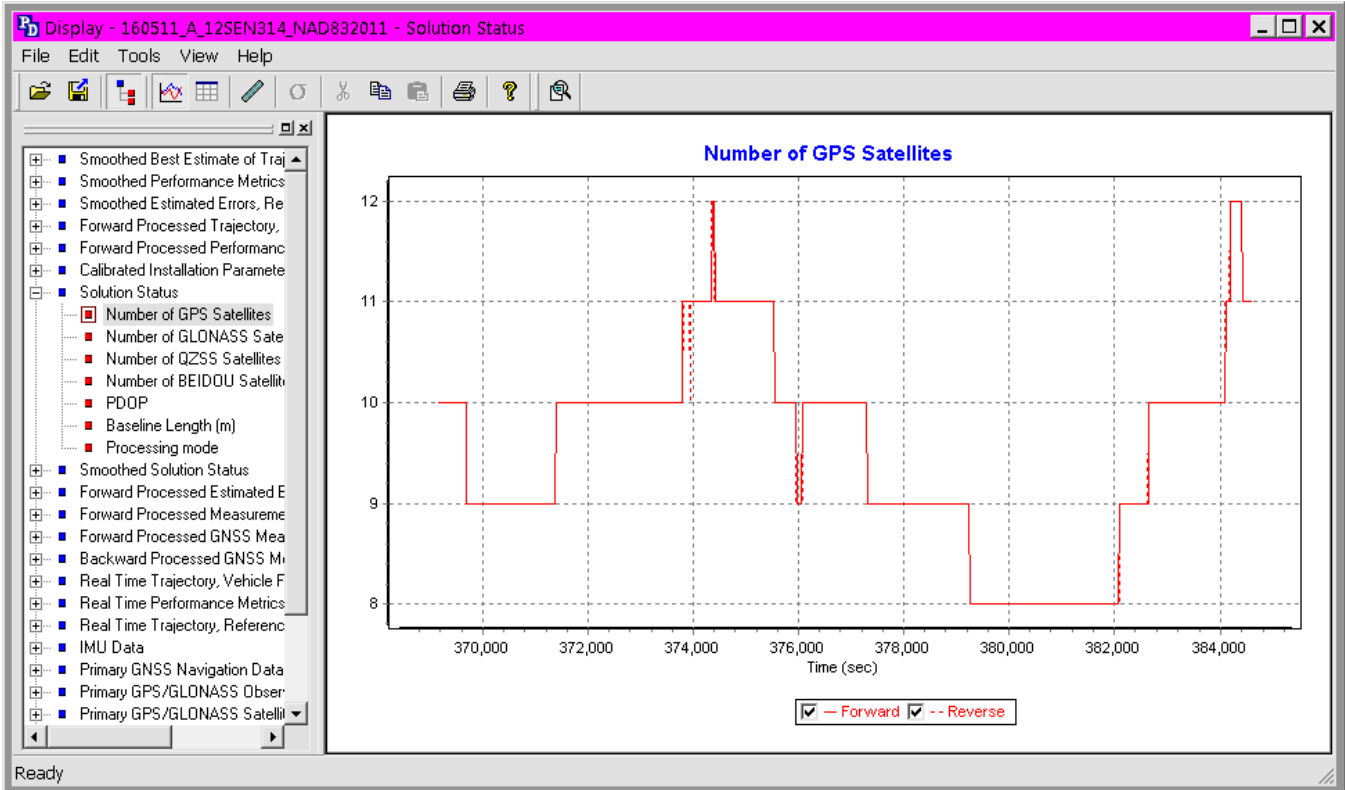 PD Display - 160511_A_12SEN314_NAD832011 - Solution Status
File Edit Tools View Help
Smoothed Best Estimate of Traj
Smoothed Performance Metrics
Smoothed Estimated Errors, Re
Forward Processed Trajectory,
Forward Processed Performanc
Calibrated Installation Paramete
Solution Status
Number of GPS Satellites
Number of GLONASS Sate
Number of QZSS Satellites
Number of BEIDOU Satellit
PDOP
Baseline Length (m)
Processing mode
Smoothed Solution Status
Forward Processed Estimated E
Forward Processed Measureme
Forward Processed GNSS Mea
Backward Processed GNSS M
Real Time Trajectory, Vehicle F
Real Time Performance Metrics
Real Time Trajectory, Referenc
IMU Data
Primary GNSS Navigation Data
Primary GPS/GLONASS Obser
Primary GPS/GLONASS Satelli
Number of GPS Satellites
12
11
10
9
8
370,000 372,000 374,000 376,000 378,000 380,000 382,000 384,000
Time (sec)
Forward Reverse
Ready